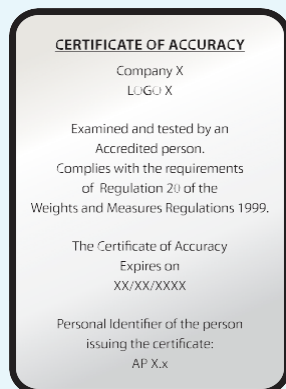 CERTIFICATE OF ACCURACY
Company X
LOGO X
Examined and tested by an
Accredited person.
Complies with the requirements
of Regulation 20 of the
Weights and Measures Regulations 1999.
The Certificate of Accuracy
Expires on
XX/XX/XXXX
Personal Identifier of the person
issuing the certificate:
AP X.x